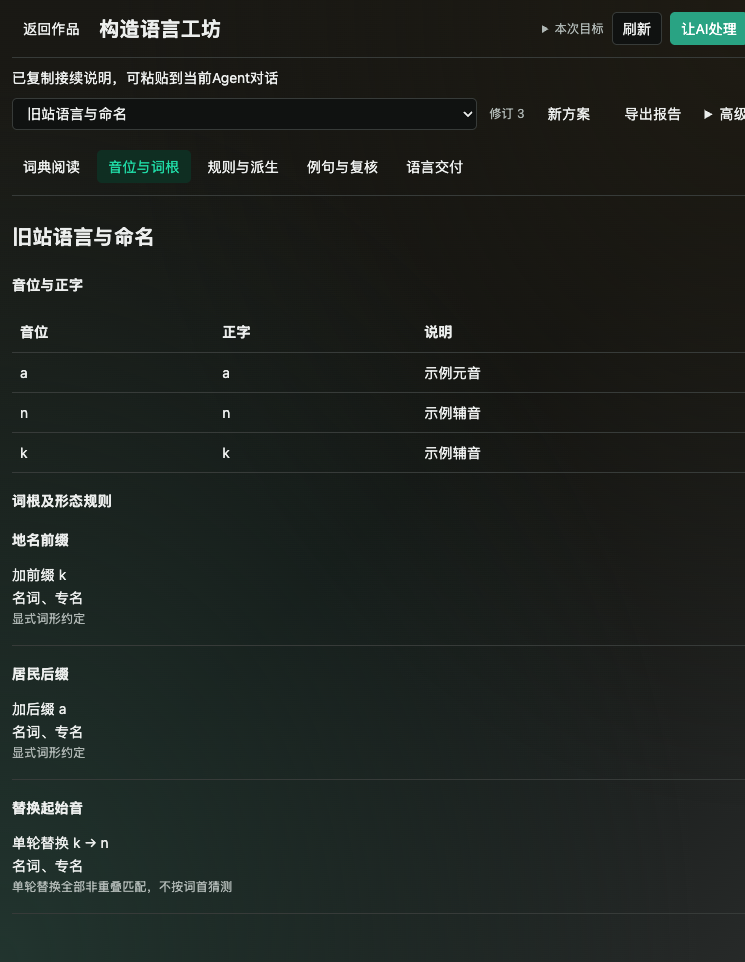 返回作品 构造语言工坊 ▶ 本次目标 刷新 让AI处理
已复制接续说明，可粘贴到当前Agent对话
旧站语言与命名 修订 3 新方案 导出报告 ▶ 高级
词典阅读 音位与词根 规则与派生 例句与复核 语言交付
旧站语言与命名
音位与正字
音位 正字 说明
a a 示例元音
n n 示例辅音
k k 示例辅音
词根及形态规则
地名前缀
加前缀 k
名词、专名
显式词形约定
居民后缀
加后缀 a
名词、专名
显式词形约定
替换起始音
单轮替换 k → n
名词、专名
单轮替换全部非重叠匹配，不按词首猜测